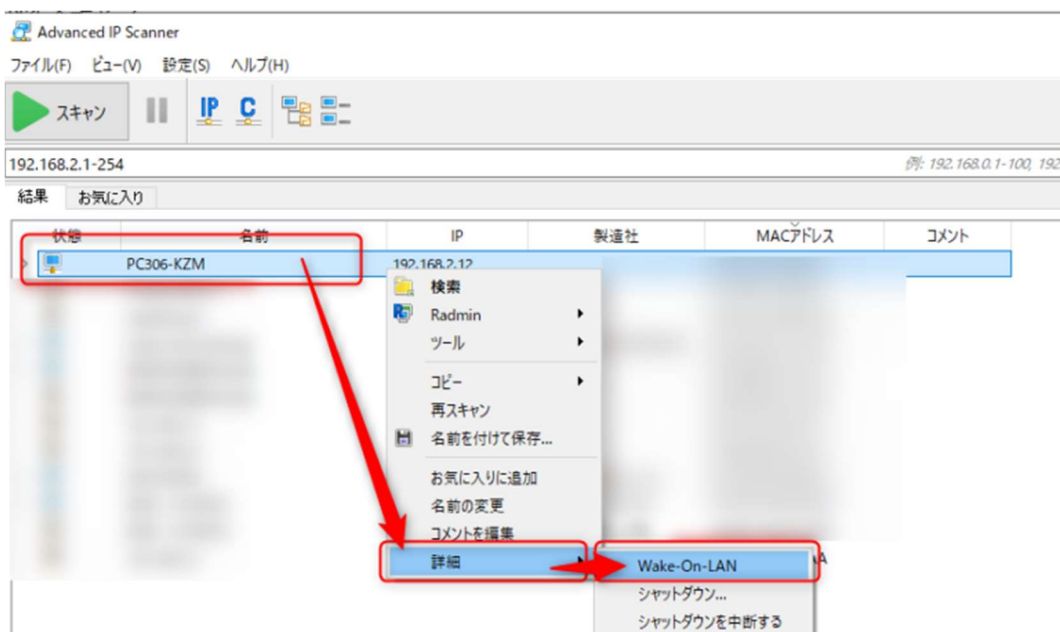 Advanced IP Scanner
ファイル(F) ビュー(V) 設定(S) ヘルプ(H)
スキャン IP C
192.168.2.1-254 例: 192.168.0.1-100, 192
結果 お気に入り
状態 名前 IP 製造社 MACアドレス コメント
PC306-KZM 192.168.2.12
検索
Radmin
ツール
コピー
再スキャン
名前を付けて保存...
お気に入りに追加
名前の変更
コメントを編集
詳細 Wake-On-LAN
シャットダウン...
シャットダウンを中断する